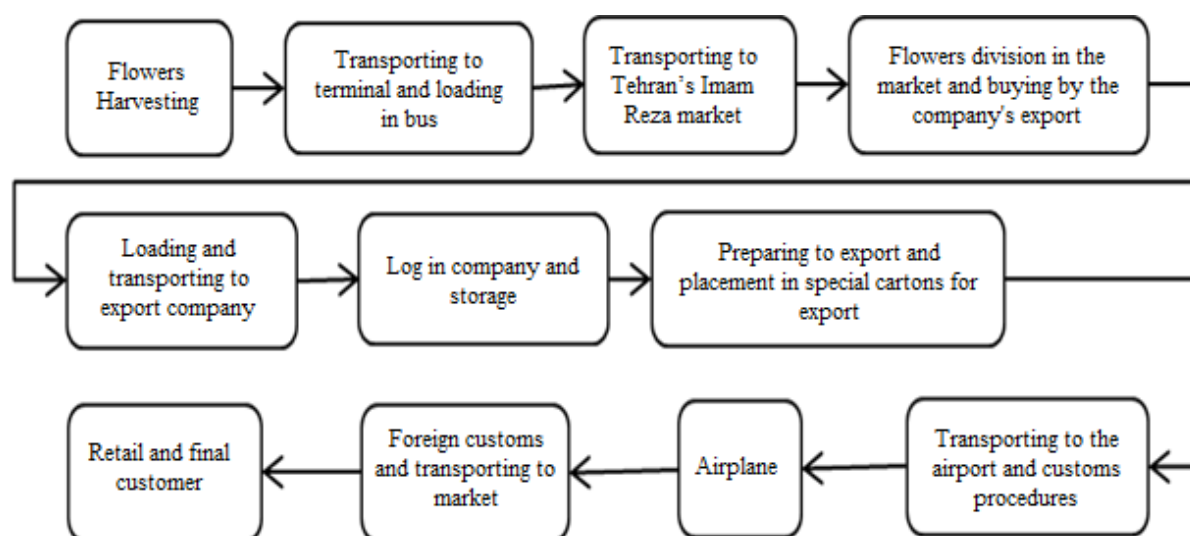 Flowers
Harvesting
Transporting to
terminal and loading
in bus
Transporting to
Tehran's Imam
Reza market
Flowers division in the
market and buying by the
company's export
Loading and
transporting to
export company
Log in company and
storage
Preparing to export and
placement in special cartons for
export
Transporting to the
airport and customs
procedures
Airplane
Foreign customs
and transporting to
market
Retail and final
customer